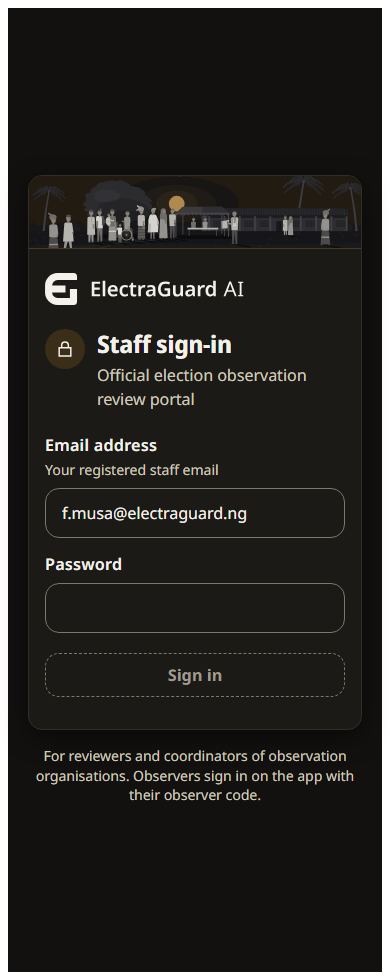 ElectraGuard AI
Staff sign-in
Official election observation
review portal
Email address
Your registered staff email
f.musa@electraguard.ng
Password
Sign in
For reviewers and coordinators of observation
organisations. Observers sign in on the app with
their observer code.